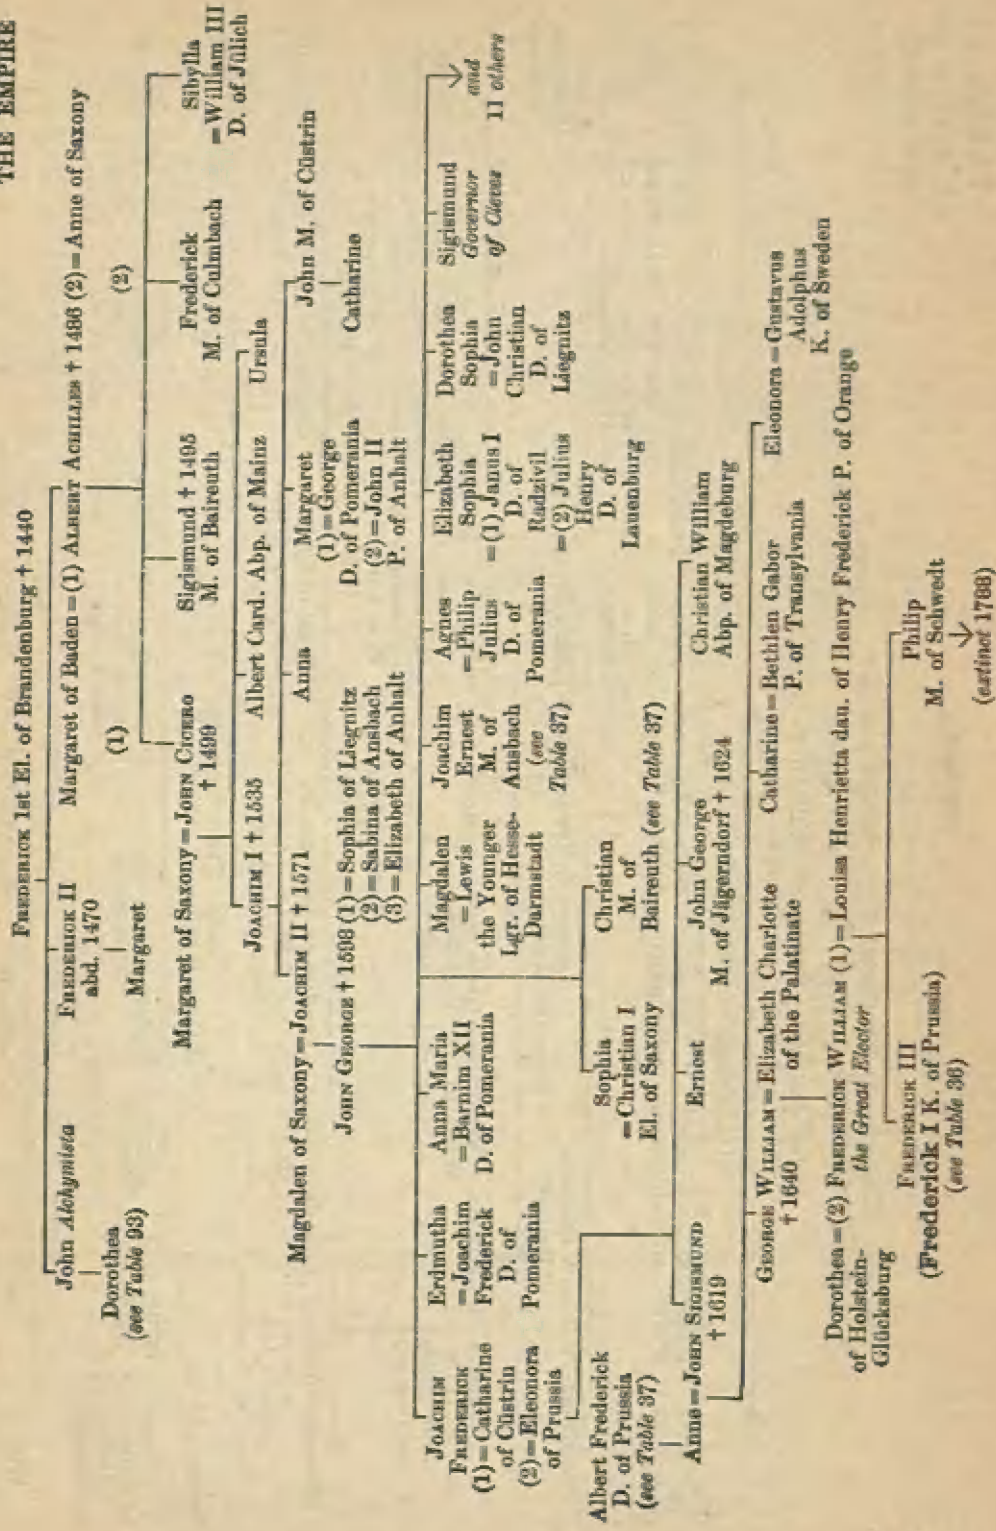 THE EMPIRE
FREDERICK 1st El. of Brandenburg † 1440
John Alchymista
Dorothea
(see Table 93)
FREDERICK II
abd. 1470
Margaret
Margaret of Baden = (1) ALBERT ACHILLES † 1486 (2) = Anne of Saxony
(1)
(2)
Margaret of Saxony = JOHN CICERO
† 1499
Sigismund † 1495
M. of Baireuth
Frederick
M. of Culmbach
Sibylla
= William III
D. of Jülich
JOACHIM I † 1535
Albert Card. Abp. of Mainz
Ursula
Magdalen of Saxony = JOACHIM II † 1571
Anna
Margaret
(1) = George
D. of Pomerania
(2) = John II
P. of Anhalt
John M. of Cüstrin
Catharine
JOHN GEORGE † 1598 (1) = Sophia of Liegnitz
(2) = Sabina of Ansbach
(3) = Elizabeth of Anhalt
JOACHIM
FREDERICK
(1) = Catharine
of Cüstrin
(2) = Eleonora
of Prussia
Erdmutha
= Joachim
Frederick
D. of
Pomerania
Anna Maria
= Barnim XII
D. of Pomerania
Magdalen
= Lewis
the Younger
Lgr. of Hesse-
Darmstadt
Joachim
Ernest
M. of
Ansbach
(see
Table 37)
Agnes
= Philip
Julius
D. of
Pomerania
Elizabeth
Sophia
= (1) Janus I
D. of
Radzivil
= (2) Julius
Henry
D. of
Lauenburg
Dorothea
Sophia
= John
Christian
D. of
Liegnitz
Sigismund
Governor
of Cleves
and
11 others
Sophia
= Christian I
El. of Saxony
Christian
M. of
Baireuth (see Table 37)
Albert Frederick
D. of Prussia
(see Table 37)
Anne = JOHN SIGISMUND
† 1619
Ernest
John George
M. of Jägerndorf † 1624
Christian William
Abp. of Magdeburg
GEORGE WILLIAM = Elizabeth Charlotte
† 1640 of the Palatinate
Catharine = Bethlen Gabor
P. of Transylvania
Eleonora = Gustavus
Adolphus
K. of Sweden
Dorothea = (2) FREDERICK WILLIAM (1) = Louisa Henrietta dau. of Henry Frederick P. of Orange
of Holstein- the Great Elector
Glücksburg
FREDERICK III
(Frederick I K. of Prussia)
(see Table 36)
Philip
M. of Schwedt
(extinct 1788)